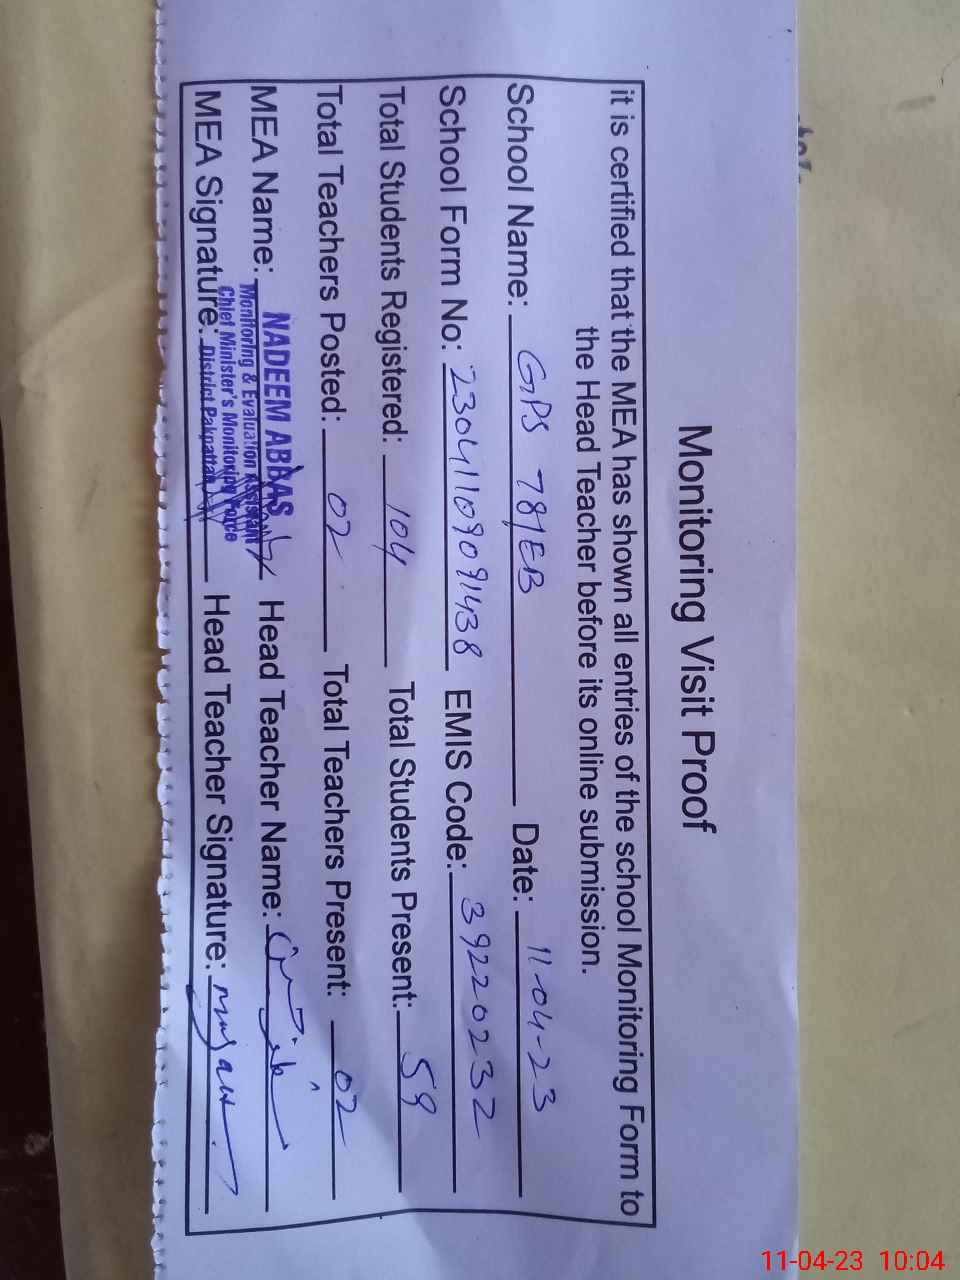 Monitoring Visit Proof
it is certified that the MEA has shown all entries of the school Monitoring Form to
the Head Teacher before its online submission.
School Name: GPS 78/EB Date: 11-04-23
School Form No: 23041109091438 EMIS Code: 39220232
Total Students Registered: 104 Total Students Present: 59
Total Teachers Posted: 02 Total Teachers Present: 02
MEA Name: NADEEM ABBAS Head Teacher Name:
Monitoring & Evaluation Assistant
Chief Minister's Monitoring Force
MEA Signature: District Pakpattan Head Teacher Signature:
11-04-23 10:04